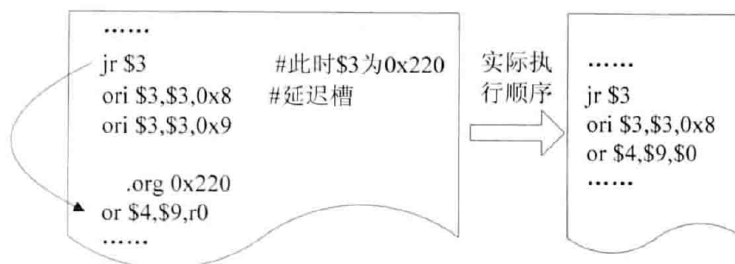 ……
jr $3 #此时$3为0x220
ori $3,$3,0x8 #延迟槽
ori $3,$3,0x9
.org 0x220
or $4,$9,r0
……
实际执
行顺序
……
jr $3
ori $3,$3,0x8
or $4,$9,$0
……